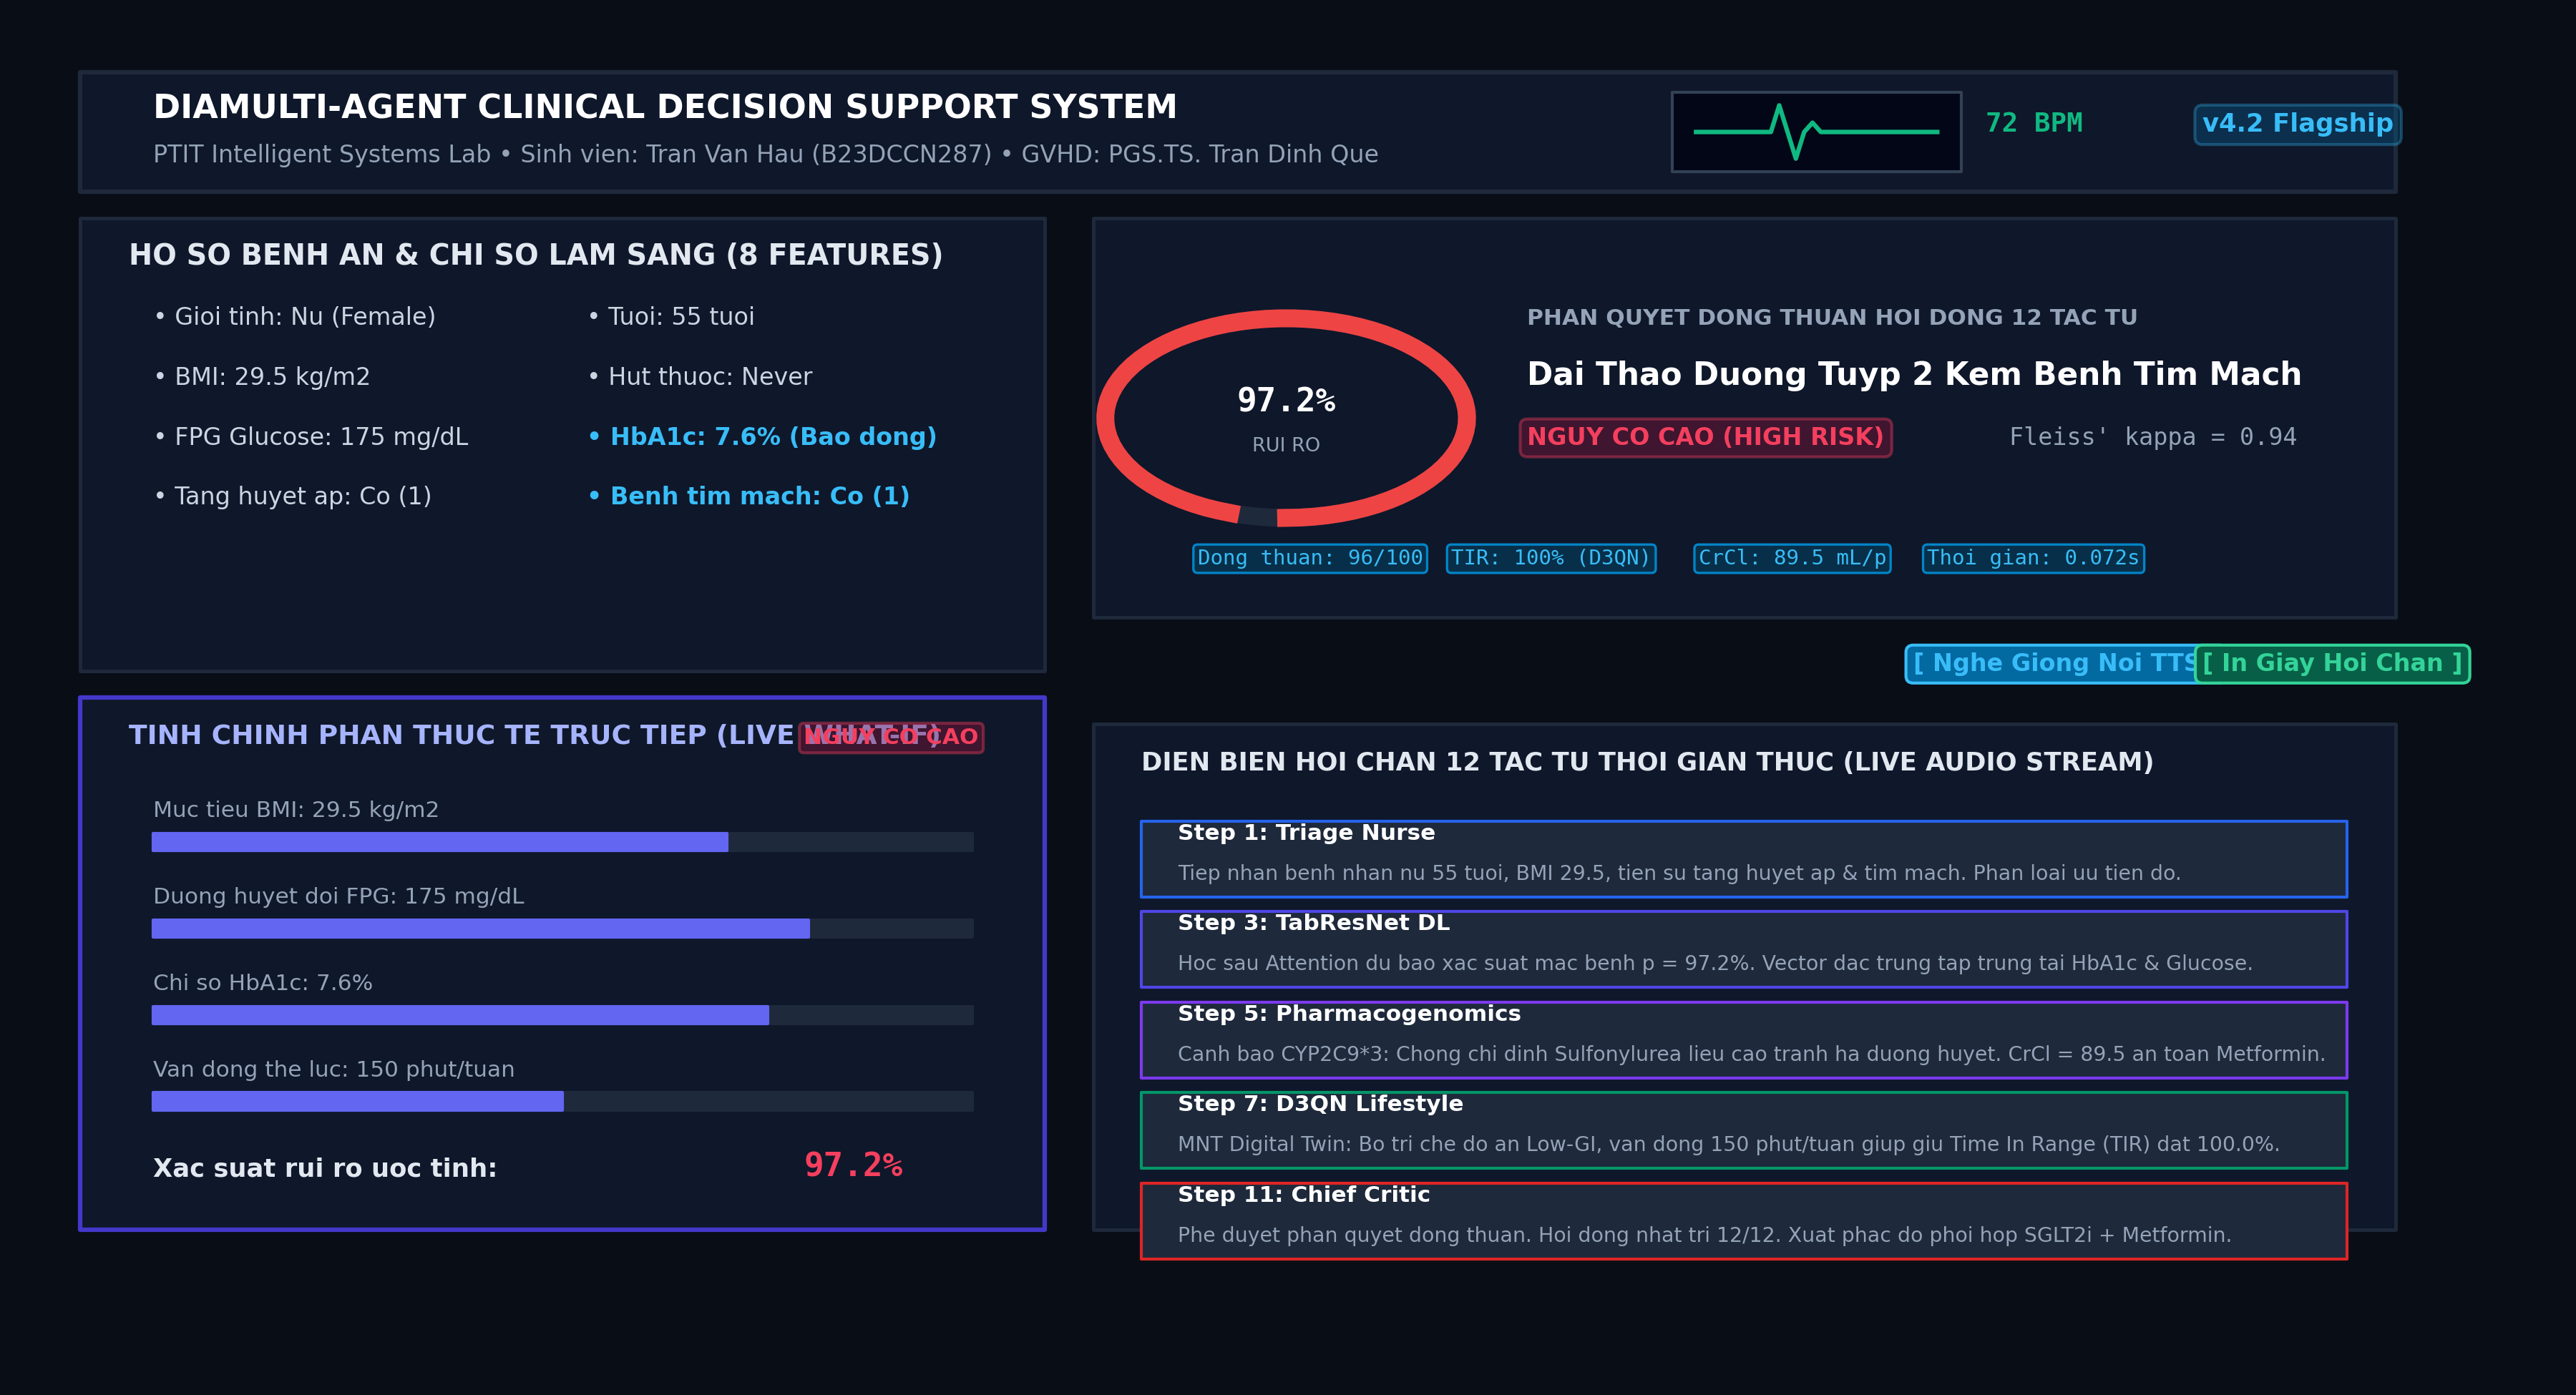 DIAMULTI-AGENT CLINICAL DECISION SUPPORT SYSTEM
PTIT Intelligent Systems Lab • Sinh vien: Tran Van Hau (B23DCCN287) • GVHD: PGS.TS. Tran Dinh Que
72 BPM
v4.2 Flagship
HO SO BENH AN & CHI SO LAM SANG (8 FEATURES)
• Gioi tinh: Nu (Female)
• Tuoi: 55 tuoi
• BMI: 29.5 kg/m2
• Hut thuoc: Never
• FPG Glucose: 175 mg/dL
• HbA1c: 7.6% (Bao dong)
• Tang huyet ap: Co (1)
• Benh tim mach: Co (1)
97.2%
RUI RO
PHAN QUYET DONG THUAN HOI DONG 12 TAC TU
Dai Thao Duong Tuyp 2 Kem Benh Tim Mach
NGUY CO CAO (HIGH RISK)
Fleiss' kappa = 0.94
Dong thuan: 96/100
TIR: 100% (D3QN)
CrCl: 89.5 mL/p
Thoi gian: 0.072s
[ Nghe Giong Noi TTS
[ In Giay Hoi Chan ]
TINH CHINH PHAN THUC TE TRUC TIEP (LIVE WHAT-IF)
NGUY CO CAO
Muc tieu BMI: 29.5 kg/m2
Duong huyet doi FPG: 175 mg/dL
Chi so HbA1c: 7.6%
Van dong the luc: 150 phut/tuan
Xac suat rui ro uoc tinh:
97.2%
DIEN BIEN HOI CHAN 12 TAC TU THOI GIAN THUC (LIVE AUDIO STREAM)
Step 1: Triage Nurse
Tiep nhan benh nhan nu 55 tuoi, BMI 29.5, tien su tang huyet ap & tim mach. Phan loai uu tien do.
Step 3: TabResNet DL
Hoc sau Attention du bao xac suat mac benh p = 97.2%. Vector dac trung tap trung tai HbA1c & Glucose.
Step 5: Pharmacogenomics
Canh bao CYP2C9*3: Chong chi dinh Sulfonylurea lieu cao tranh ha duong huyet. CrCl = 89.5 an toan Metformin.
Step 7: D3QN Lifestyle
MNT Digital Twin: Bo tri che do an Low-GI, van dong 150 phut/tuan giup giu Time In Range (TIR) dat 100.0%.
Step 11: Chief Critic
Phe duyet phan quyet dong thuan. Hoi dong nhat tri 12/12. Xuat phac do phoi hop SGLT2i + Metformin.